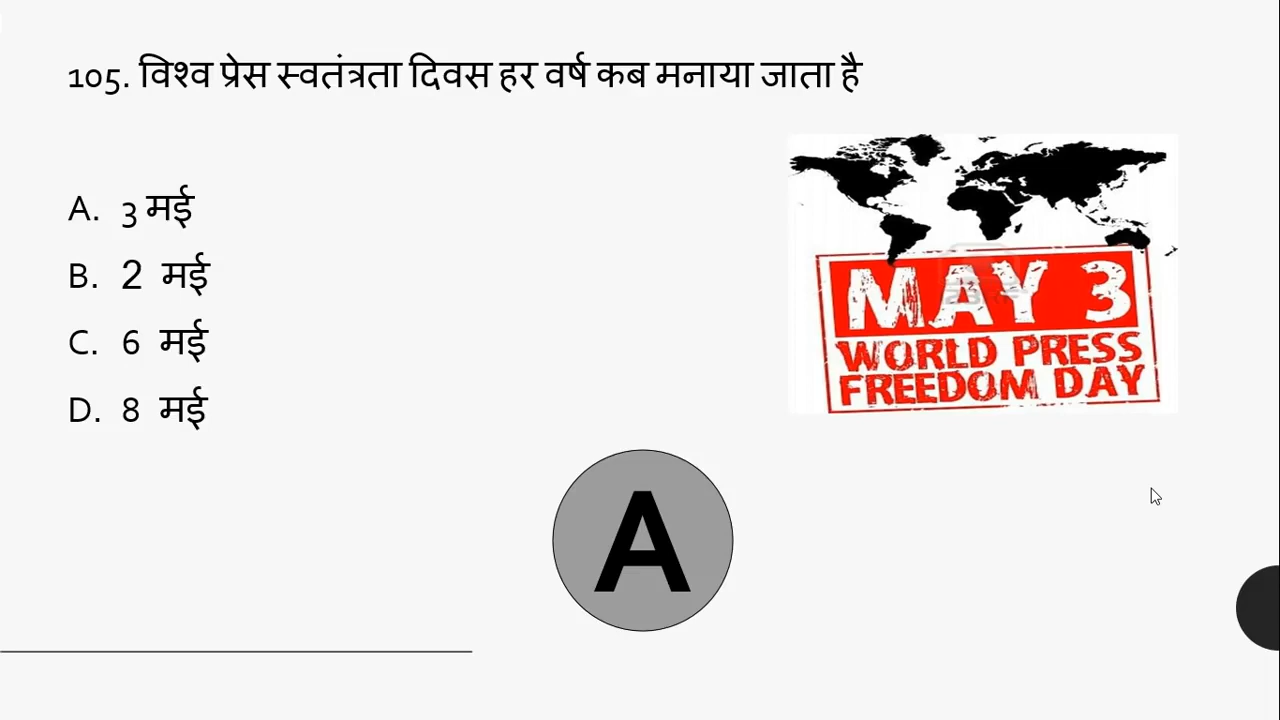 105. विश्व प्रेस स्वतंत्रता दिवस हर वर्ष कब मनाया जाता है
A. 3 मई
B. 2 मई
C. 6 मई
D. 8 मई
MAY 3
WORLD PRESS
FREEDOM DAY
A